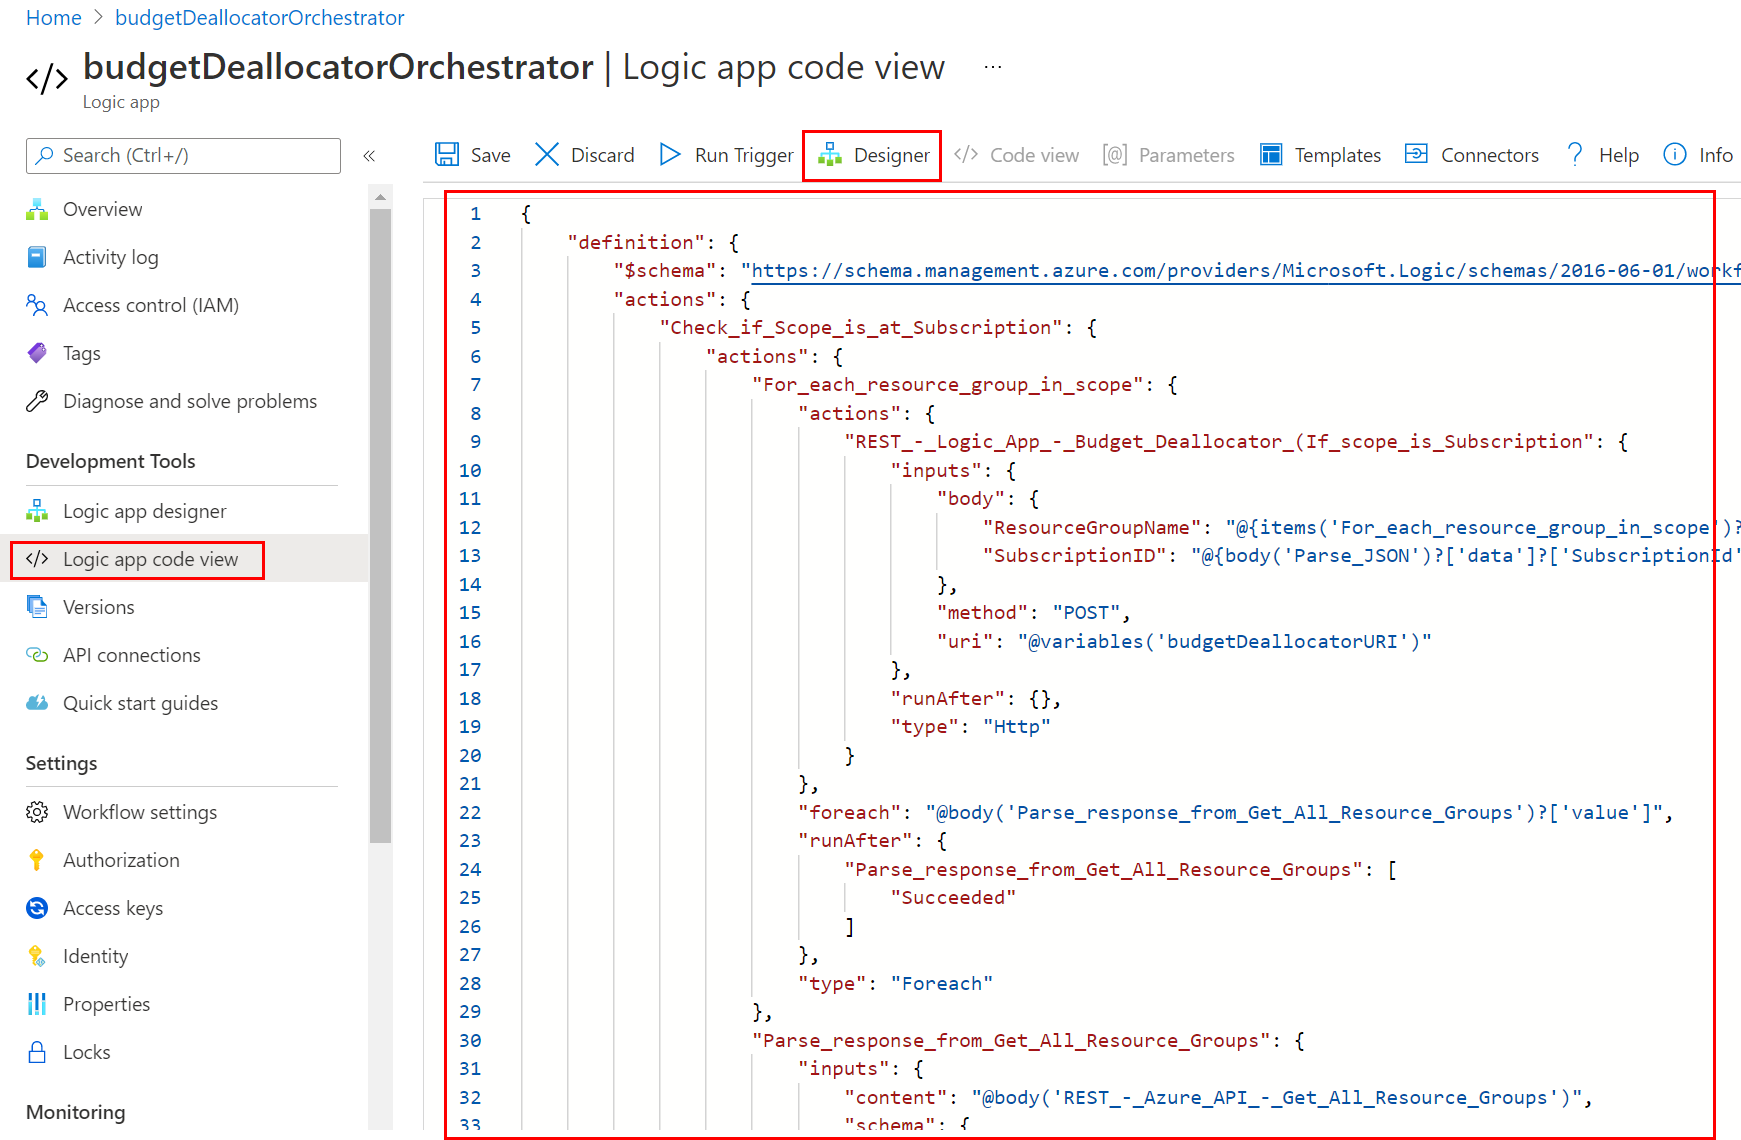 Home > budgetDeallocatorOrchestrator
budgetDeallocatorOrchestrator | Logic app code view ...
Logic app
Search (Ctrl+/)
«
Overview
Activity log
Access control (IAM)
Tags
Diagnose and solve problems
Development Tools
Logic app designer
Logic app code view
Versions
API connections
Quick start guides
Settings
Workflow settings
Authorization
Access keys
Identity
Properties
Locks
Monitoring
Save Discard Run Trigger Designer </> Code view [@] Parameters Templates Connectors ? Help Info
1 {
2 "definition": {
3 "$schema": "https://schema.management.azure.com/providers/Microsoft.Logic/schemas/2016-06-01/workf
4 "actions": {
5 "Check_if_Scope_is_at_Subscription": {
6 "actions": {
7 "For_each_resource_group_in_scope": {
8 "actions": {
9 "REST_-_Logic_App_-_Budget_Deallocator_(If_scope_is_Subscription": {
10 "inputs": {
11 "body": {
12 "ResourceGroupName": "@{items('For_each_resource_group_in_scope')?
13 "SubscriptionID": "@{body('Parse_JSON')?['data']?['SubscriptionId'
14 },
15 "method": "POST",
16 "uri": "@variables('budgetDeallocatorURI')"
17 },
18 "runAfter": {},
19 "type": "Http"
20 }
21 },
22 "foreach": "@body('Parse_response_from_Get_All_Resource_Groups')?['value']",
23 "runAfter": {
24 "Parse_response_from_Get_All_Resource_Groups": [
25 "Succeeded"
26 ]
27 },
28 "type": "Foreach"
29 },
30 "Parse_response_from_Get_All_Resource_Groups": {
31 "inputs": {
32 "content": "@body('REST_-_Azure_API_-_Get_All_Resource_Groups')",
33 "schema": {